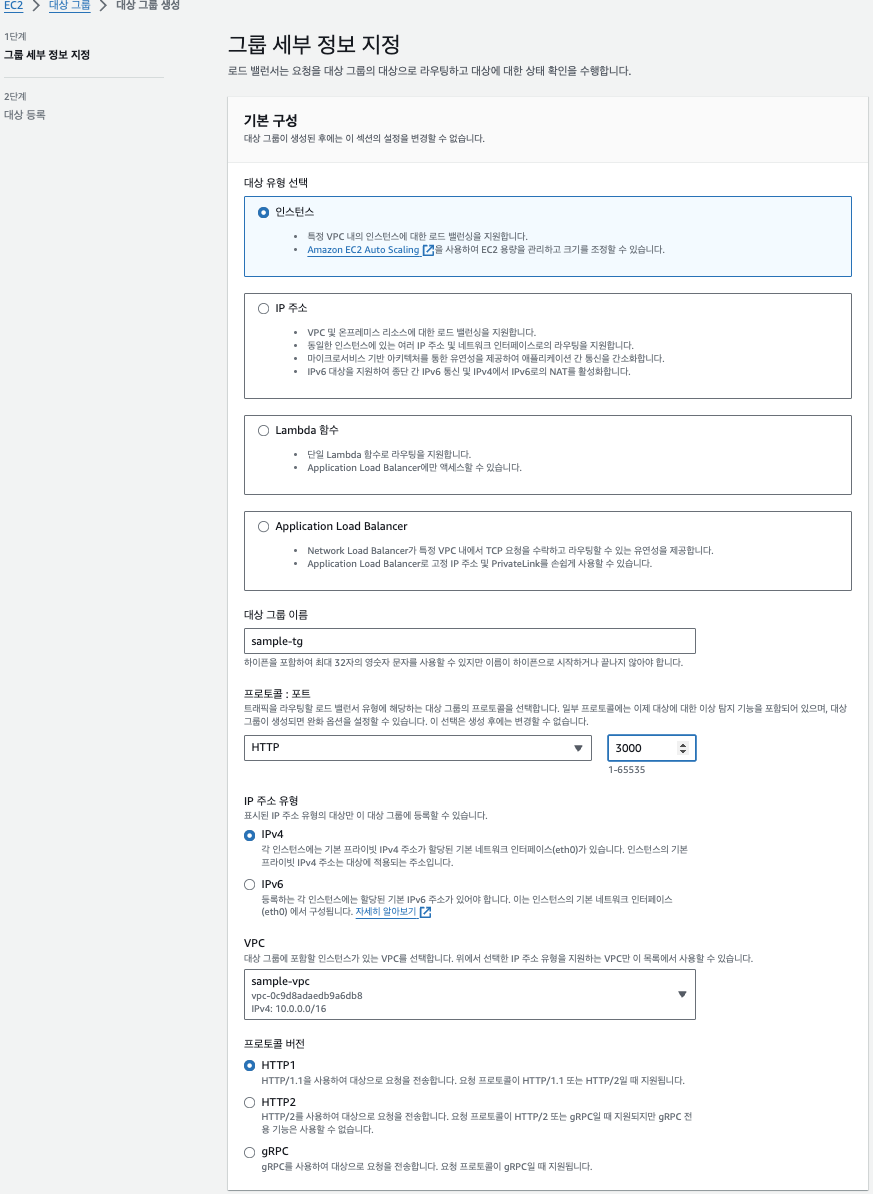 EC2 > 대상 그룹 > 대상 그룹 생성
1단계
그룹 세부 정보 지정
2단계
대상 등록
그룹 세부 정보 지정
로드 밸런서는 요청을 대상 그룹의 대상으로 라우팅하고 대상에 대한 상태 확인을 수행합니다.
기본 구성
대상 그룹이 생성된 후에는 이 섹션의 설정을 변경할 수 없습니다.
대상 유형 선택
인스턴스
• 특정 VPC 내의 인스턴스에 대한 로드 밸런싱을 지원합니다.
• Amazon EC2 Auto Scaling 을 사용하여 EC2 용량을 관리하고 크기를 조정할 수 있습니다.
IP 주소
• VPC 및 온프레미스 리소스에 대한 로드 밸런싱을 지원합니다.
• 동일한 인스턴스에 있는 여러 IP 주소 및 네트워크 인터페이스로의 라우팅을 지원합니다.
• 마이크로서비스 기반 아키텍처를 통한 유연성을 제공하여 애플리케이션 간 통신을 간소화합니다.
• IPv6 대상을 지원하여 종단 간 IPv6 통신 및 IPv4에서 IPv6로의 NAT를 활성화합니다.
Lambda 함수
• 단일 Lambda 함수로 라우팅을 지원합니다.
• Application Load Balancer에만 액세스할 수 있습니다.
Application Load Balancer
• Network Load Balancer가 특정 VPC 내에서 TCP 요청을 수락하고 라우팅할 수 있는 유연성을 제공합니다.
• Application Load Balancer로 고정 IP 주소 및 PrivateLink를 손쉽게 사용할 수 있습니다.
대상 그룹 이름
sample-tg
하이픈을 포함하여 최대 32자의 영숫자 문자를 사용할 수 있지만 이름이 하이픈으로 시작하거나 끝나지 않아야 합니다.
프로토콜 : 포트
트래픽을 라우팅할 로드 밸런서 유형에 해당하는 대상 그룹의 프로토콜을 선택합니다. 일부 프로토콜에는 이제 대상에 대한 이상 탐지 기능을 포함되어 있으며, 대상
그룹이 생성되면 완화 옵션을 설정할 수 있습니다. 이 선택은 생성 후에는 변경할 수 없습니다.
HTTP 3000
1-65535
IP 주소 유형
표시된 IP 주소 유형의 대상만 이 대상 그룹에 등록할 수 있습니다.
IPv4
각 인스턴스에는 기본 프라이빗 IPv4 주소가 할당된 기본 네트워크 인터페이스(eth0)가 있습니다. 인스턴스의 기본
프라이빗 IPv4 주소는 대상에 적용되는 주소입니다.
IPv6
등록하는 각 인스턴스에는 할당된 기본 IPv6 주소가 있어야 합니다. 이는 인스턴스의 기본 네트워크 인터페이스
(eth0) 에서 구성됩니다. 자세히 알아보기
VPC
대상 그룹에 포함할 인스턴스가 있는 VPC를 선택합니다. 위에서 선택한 IP 주소 유형을 지원하는 VPC만 이 목록에서 사용할 수 있습니다.
sample-vpc
vpc-0c9d8adaedb9a6db8
IPv4: 10.0.0.0/16
프로토콜 버전
HTTP1
HTTP/1.1을 사용하여 대상으로 요청을 전송합니다. 요청 프로토콜이 HTTP/1.1 또는 HTTP/2일 때 지원됩니다.
HTTP2
HTTP/2를 사용하여 대상으로 요청을 전송합니다. 요청 프로토콜이 HTTP/2 또는 gRPC일 때 지원되지만 gRPC 전
용 기능은 사용할 수 없습니다.
gRPC
gRPC를 사용하여 대상으로 요청을 전송합니다. 요청 프로토콜이 gRPC일 때 지원됩니다.